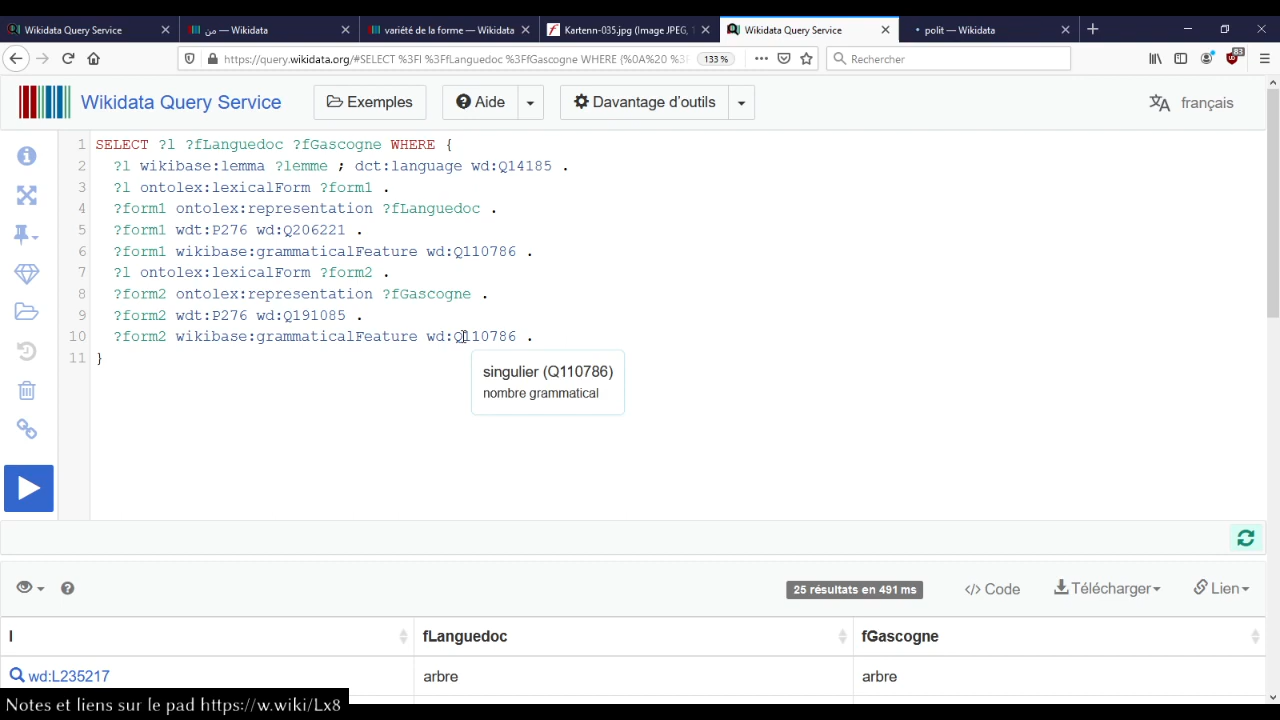 Wikidata Query Service
من — Wikidata
variété de la forme — Wikidata
Kartenn-035.jpg (Image JPEG, 1
Wikidata Query Service
polit — Wikidata
https://query.wikidata.org/#SELECT %3Fl %3FfLanguedoc %3FfGascogne WHERE {%0A%20 %3F
133 %
Rechercher
83
Wikidata Query Service
Exemples
Aide
Davantage d'outils
français
1 SELECT ?l ?fLanguedoc ?fGascogne WHERE {
2 ?l wikibase:lemma ?lemme ; dct:language wd:Q14185 .
3 ?l ontolex:lexicalForm ?form1 .
4 ?form1 ontolex:representation ?fLanguedoc .
5 ?form1 wdt:P276 wd:Q206221 .
6 ?form1 wikibase:grammaticalFeature wd:Q110786 .
7 ?l ontolex:lexicalForm ?form2 .
8 ?form2 ontolex:representation ?fGascogne .
9 ?form2 wdt:P276 wd:Q191085 .
10 ?form2 wikibase:grammaticalFeature wd:Q110786 .
11 }
singulier (Q110786)
nombre grammatical
25 résultats en 491 ms
</> Code
Télécharger
Lien
l fLanguedoc fGascogne
wd:L235217 arbre arbre
Notes et liens sur le pad https://w.wiki/Lx8